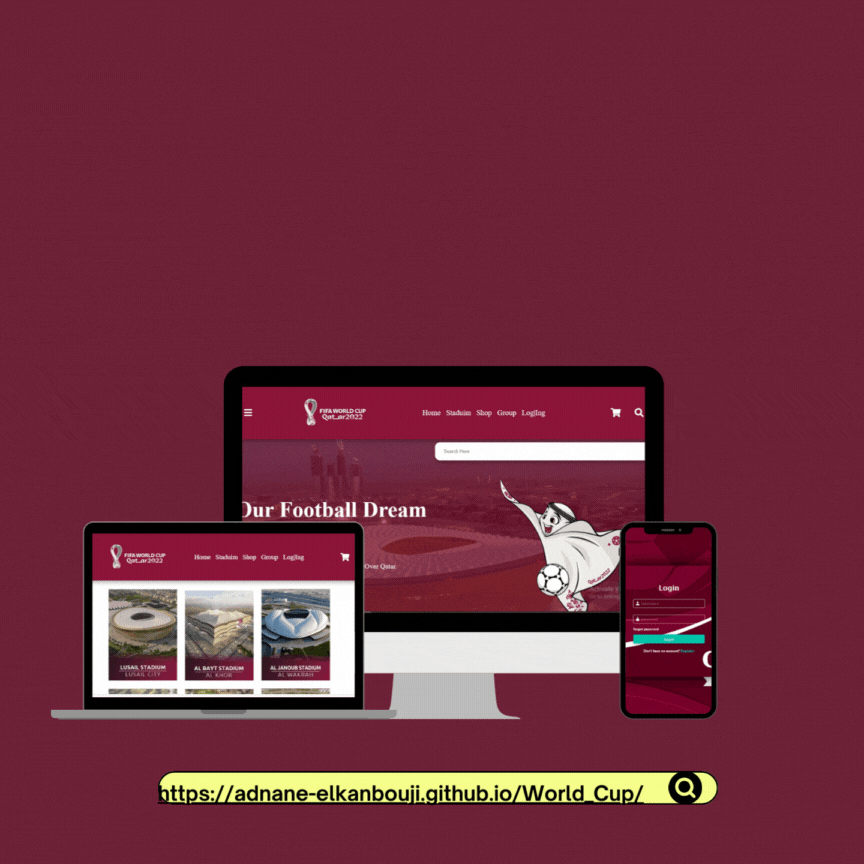 FIFA WORLD CUP
Qat_ar2022
Home Staduim Shop Group LogIng
Search Now
Our Football Dream
Over Qatar
FIFA WORLD CUP
Qat_ar2022
Home Staduim Shop Group LogIng
LUSAIL STADIUM
LUSAIL CITY
AL BAYT STADIUM
AL KHOR
AL JANOUB STADIUM
AL WAKRAH
Login
Forgot password
Login
Don't have an account? Register
https://adnane-elkanbouji.github.io/World_Cup/